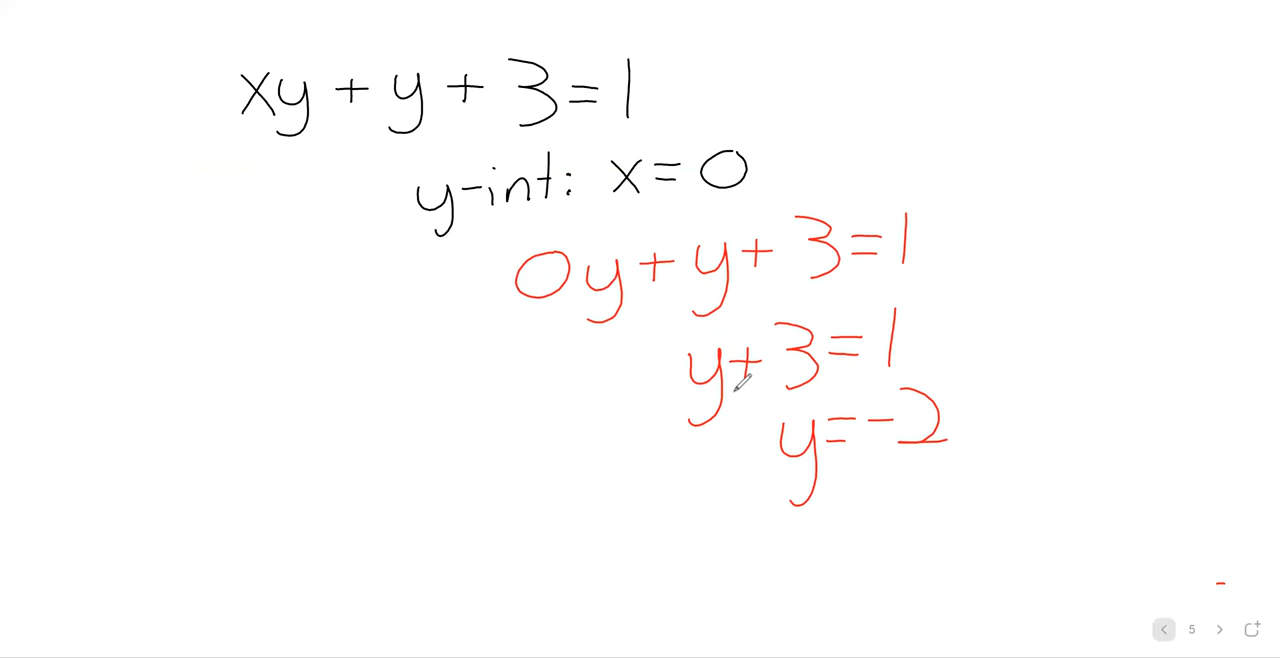 xy + y + 3 = 1
y-int: x = 0
0y + y + 3 = 1
y + 3 = 1
y = -2
5